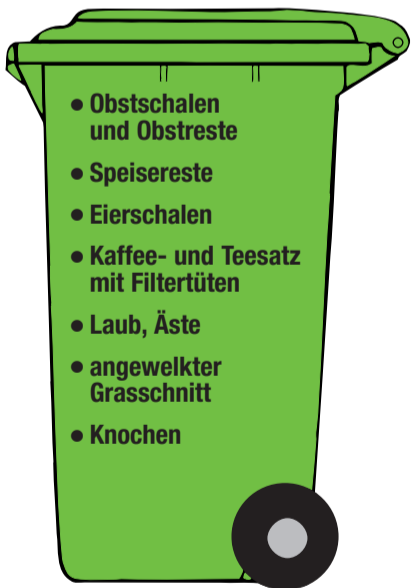 • Obstschalen
und Obstreste
• Speisereste
• Eierschalen
• Kaffee- und Teesatz
mit Filtertüten
• Laub, Äste
• angewelkter
Grasschnitt
• Knochen